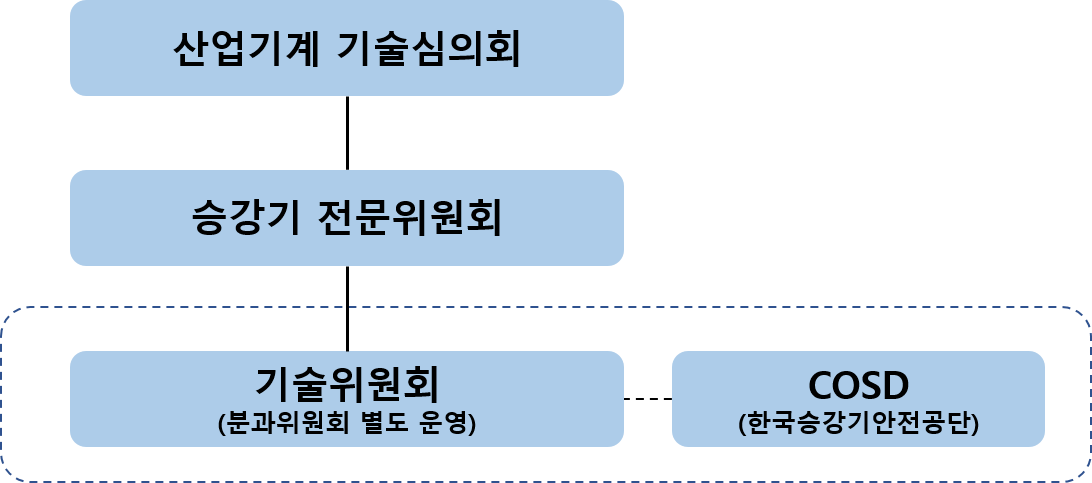 산업기계 기술심의회
승강기 전문위원회
기술위원회
(분과위원회 별도 운영)
COSD
(한국승강기안전공단)